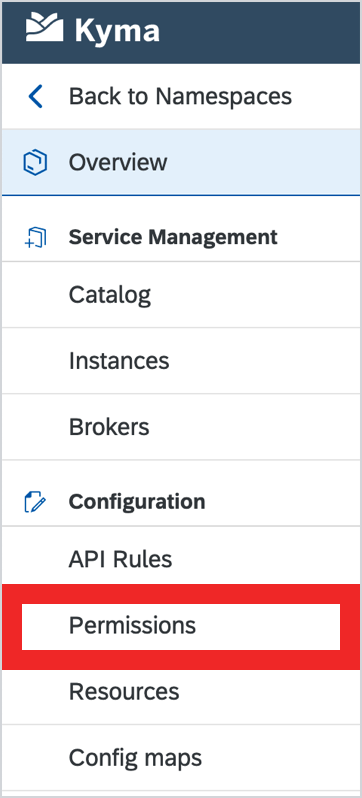 Kyma
Back to Namespaces
Overview
Service Management
Catalog
Instances
Brokers
Configuration
API Rules
Permissions
Resources
Config maps